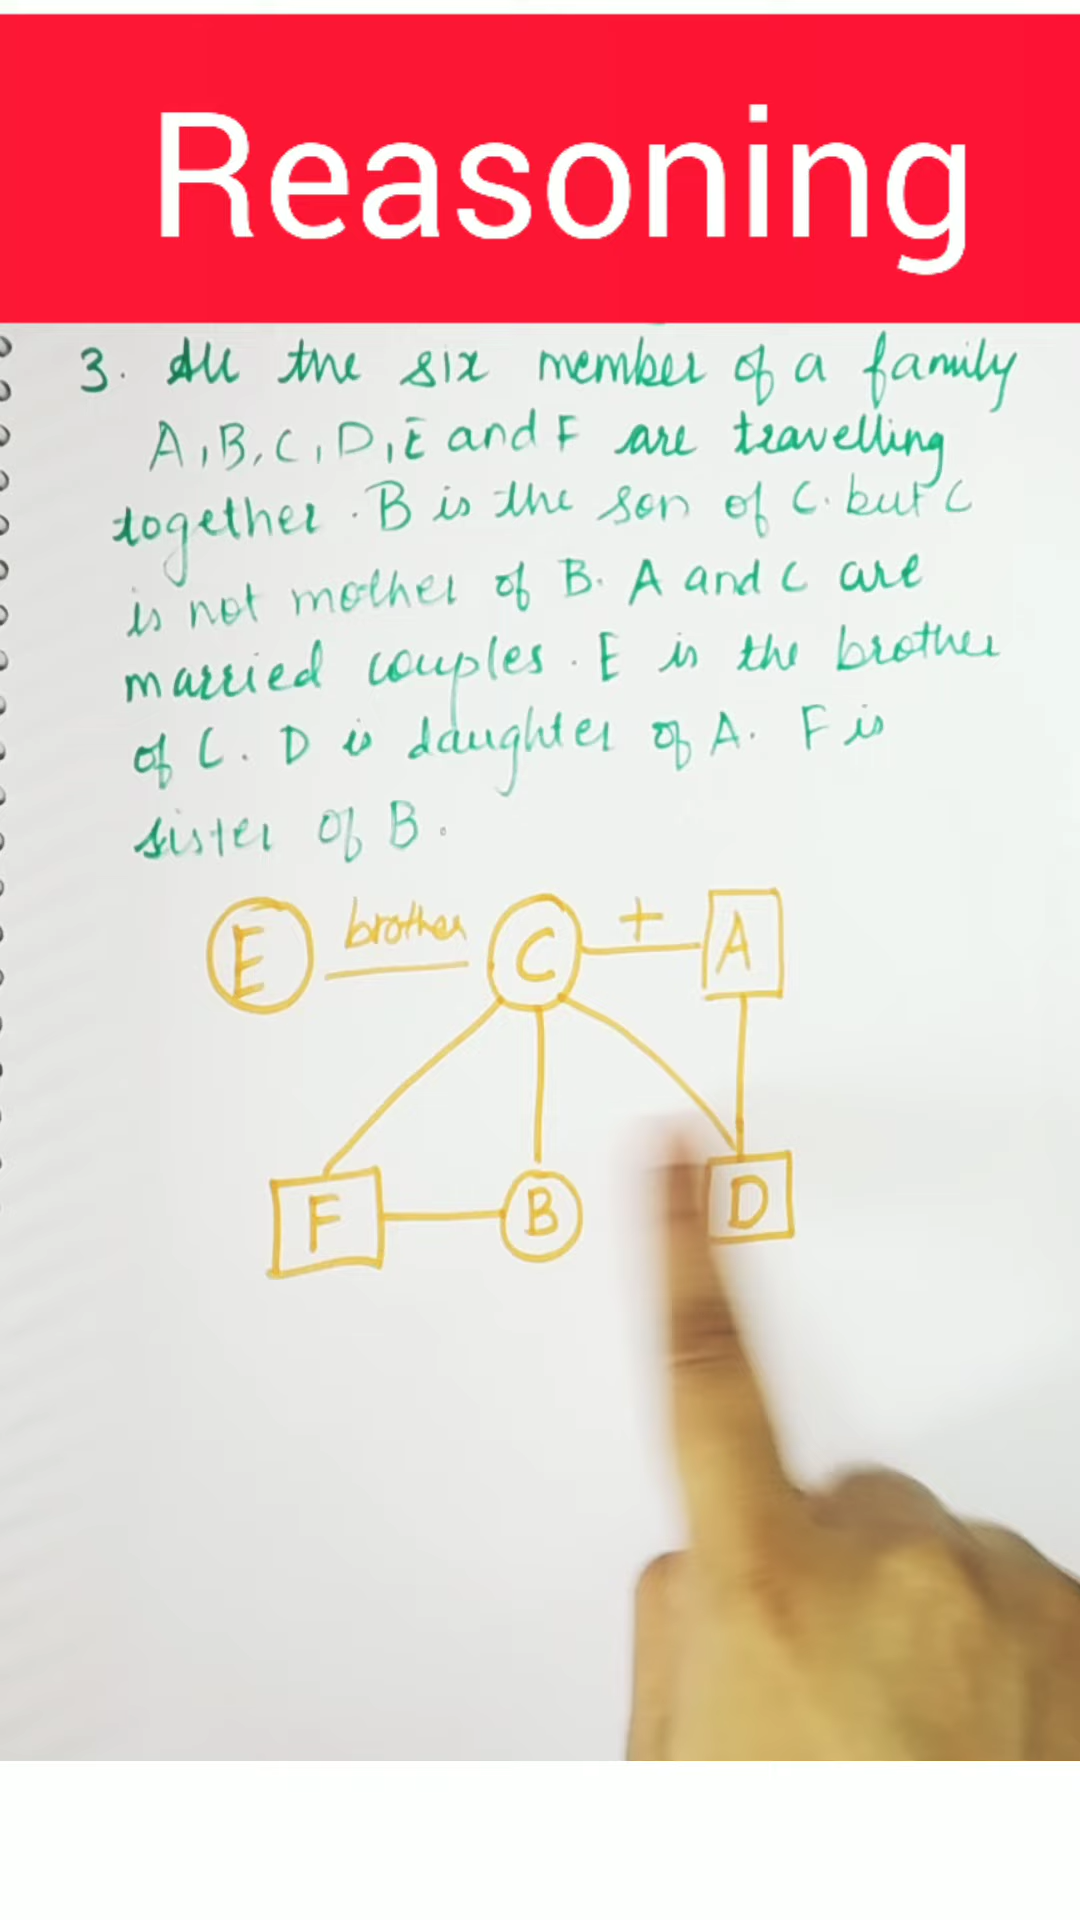 Reasoning
3. All the six member of a family
A, B, C, D, E and F are travelling
together. B is the son of C. but C
is not mother of B. A and C are
married couples. E is the brother
of C. D is daughter of A. F is
sister of B.
E brother C + A
F B D